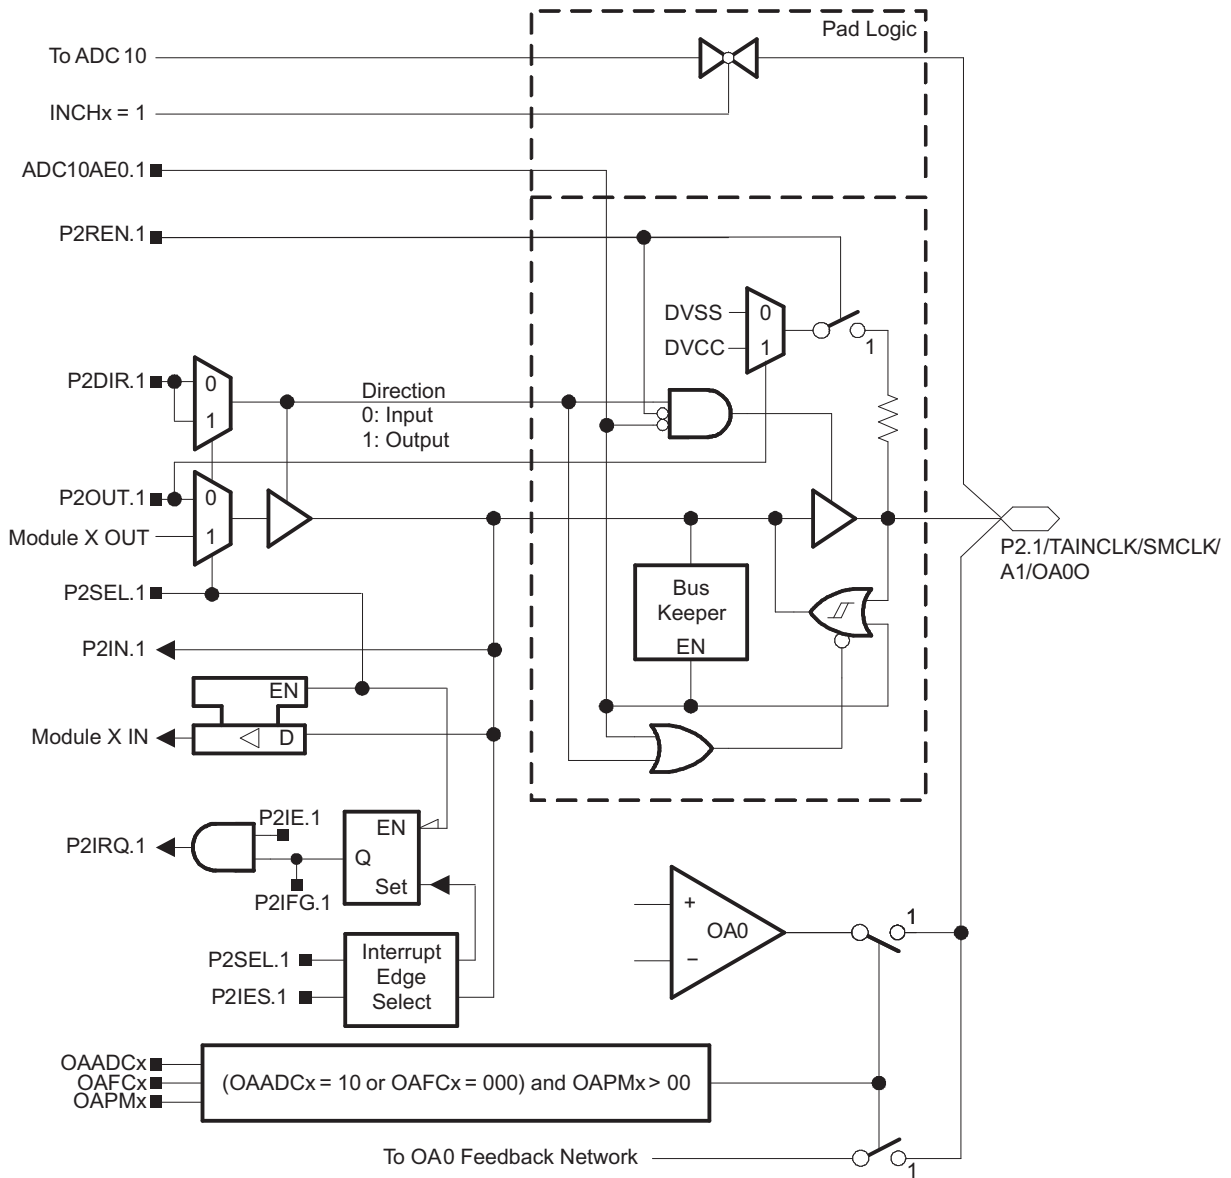 Pad Logic
To ADC 10
INCHx = 1
ADC10AE0.1
P2REN.1
DVSS
0
DVCC
1
1
P2DIR.1
0
1
Direction
0: Input
1: Output
P2OUT.1
0
Module X OUT
1
P2.1/TAINCLK/SMCLK/
A1/OA0O
P2SEL.1
Bus
Keeper
EN
P2IN.1
EN
Module X IN
D
P2IE.1
P2IRQ.1
EN
Q
Set
P2IFG.1
+
OA0
−
1
P2SEL.1
P2IES.1
Interrupt
Edge
Select
OAADCx
OAFCx
OAPMx
(OAADCx = 10 or OAFCx = 000) and OAPMx > 00
To OA0 Feedback Network
1